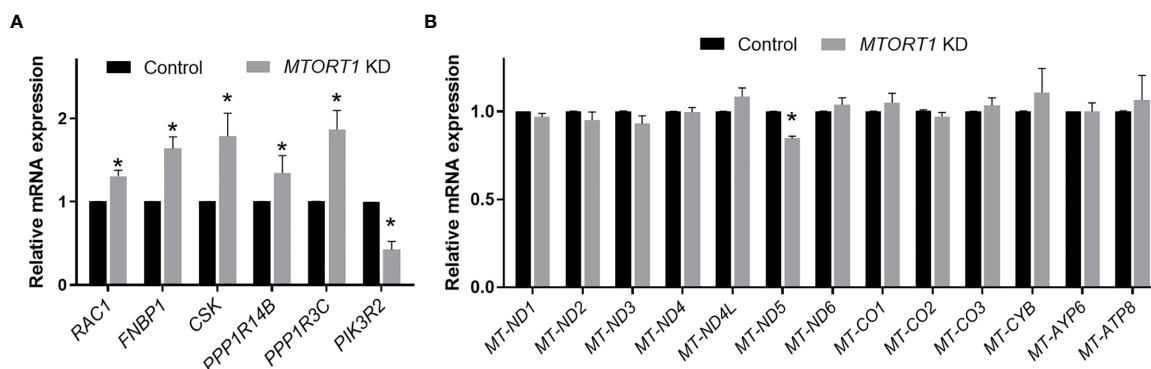 A
Control
MTORT1 KD
Relative mRNA expression
2
1
0
*
*
*
*
*
*
RAC1
FNBP1
CSK
PPP1R14B
PPP1R3C
PIK3R2
B
Control
MTORT1 KD
Relative mRNA expression
1.0
0.5
0.0
*
MT-ND1
MT-ND2
MT-ND3
MT-ND4
MT-ND4L
MT-ND5
MT-ND6
MT-CO1
MT-CO2
MT-CO3
MT-CYB
MT-AYP6
MT-ATP8